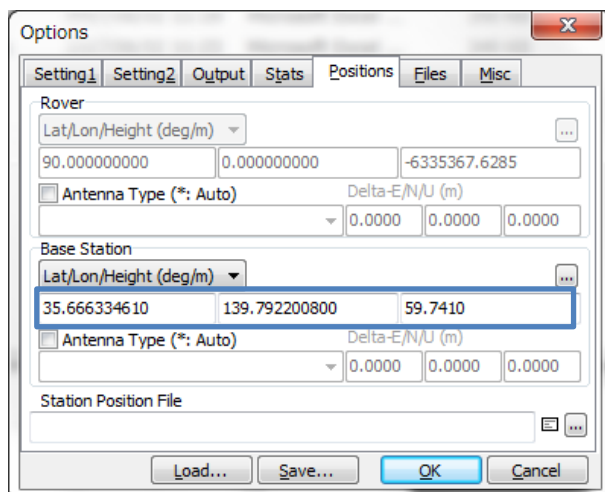 Options
Setting1 Setting2 Output Stats Positions Files Misc
Rover
Lat/Lon/Height (deg/m)
...
90.000000000 0.000000000 -6335367.6285
Antenna Type (*: Auto) Delta-E/N/U (m)
0.0000 0.0000 0.0000
Base Station
Lat/Lon/Height (deg/m)
...
35.666334610 139.792200800 59.7410
Antenna Type (*: Auto) Delta-E/N/U (m)
0.0000 0.0000 0.0000
Station Position File
...
Load... Save... OK Cancel